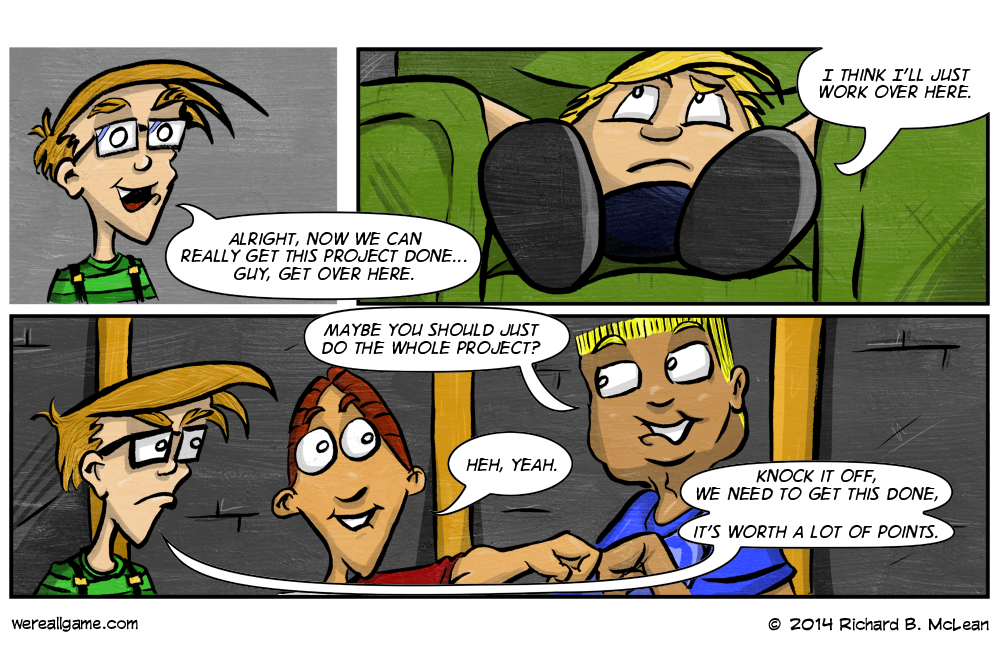 ALRIGHT, NOW WE CAN
REALLY GET THIS PROJECT DONE...
GUY, GET OVER HERE.
I THINK I'LL JUST
WORK OVER HERE.
MAYBE YOU SHOULD JUST
DO THE WHOLE PROJECT?
HEH, YEAH.
KNOCK IT OFF,
WE NEED TO GET THIS DONE,
IT'S WORTH A LOT OF POINTS.
wereallgame.com
© 2014 Richard B. McLean